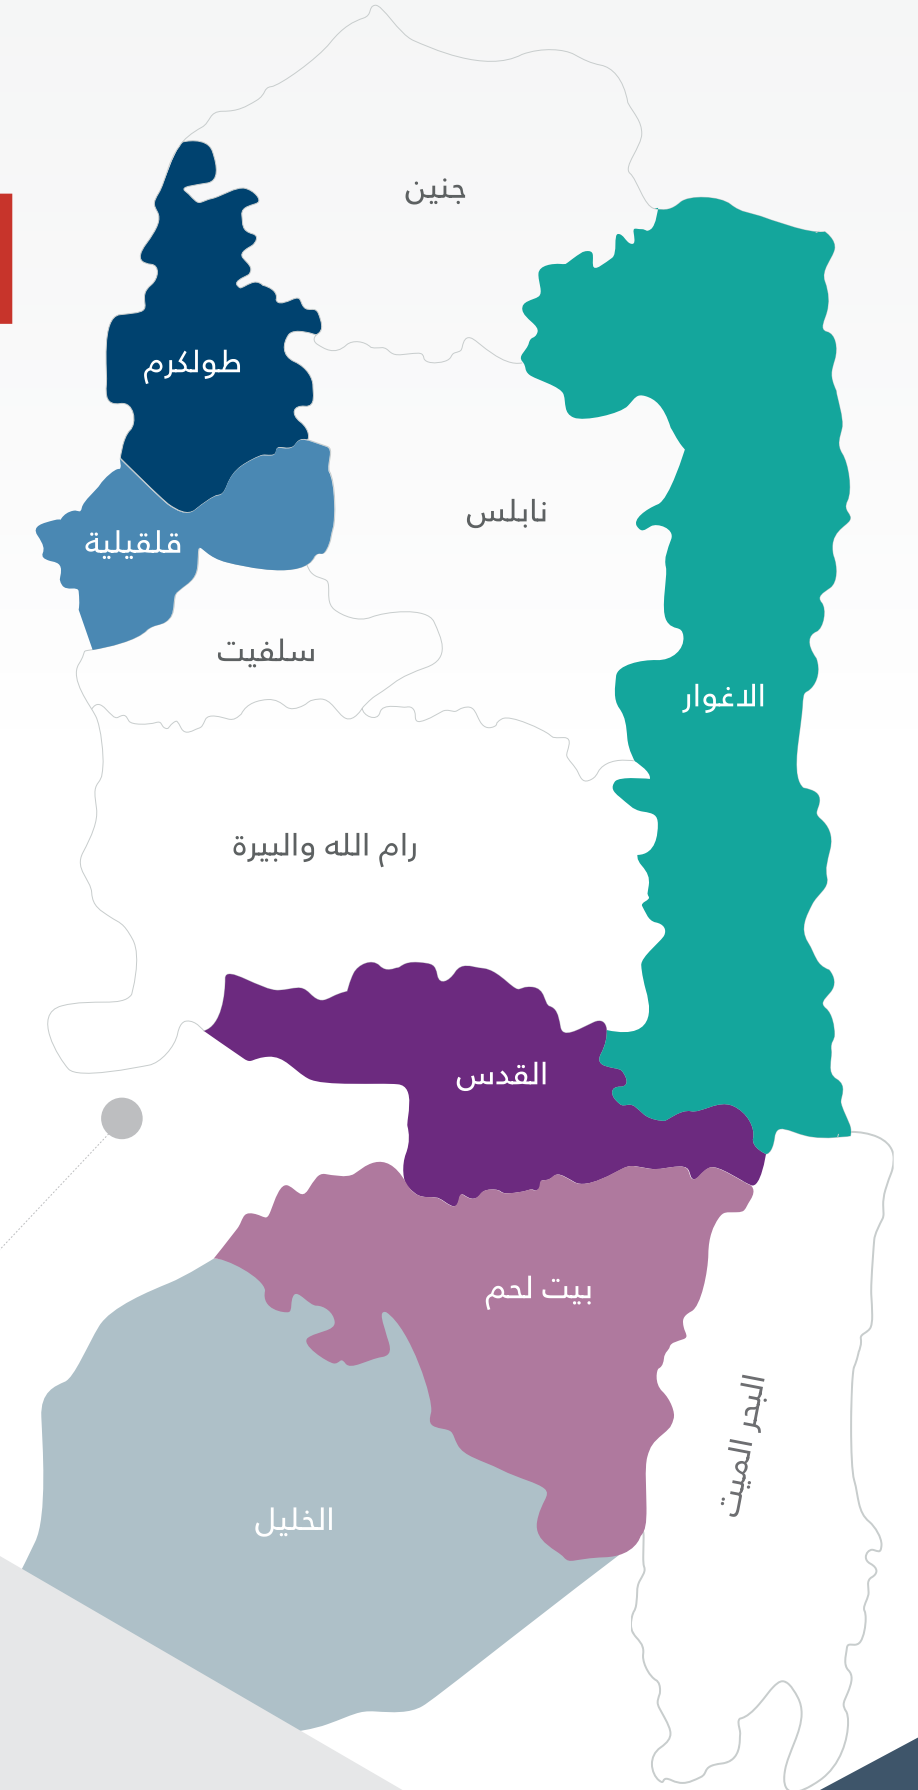 جنين
طولكرم
نابلس
قلقيلية
سلفيت
الاغوار
رام الله والبيرة
القدس
بيت لحم
البحر الميت
الخليل